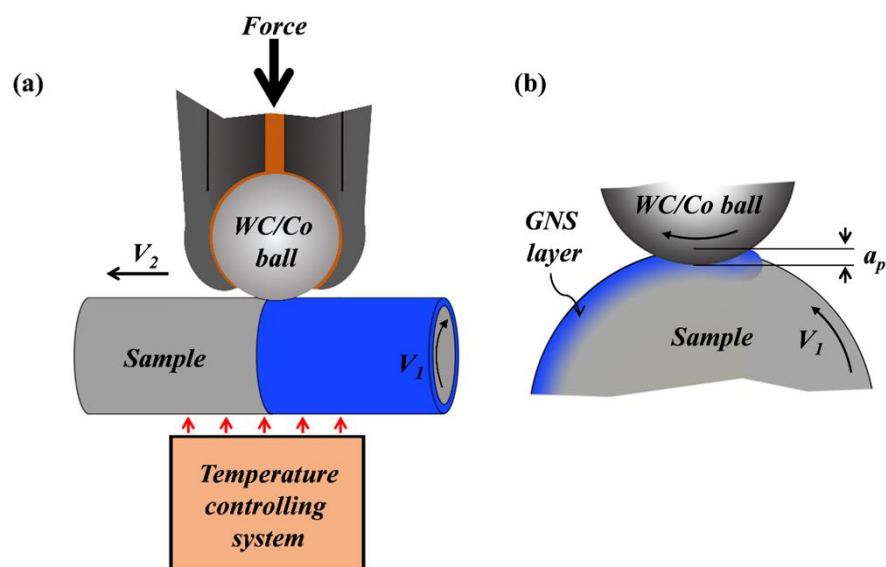 Force
(a)
WC/Co
ball
V₂
Sample
V₁
Temperature
controlling
system
(b)
WC/Co ball
GNS
layer
aₚ
Sample
V₁